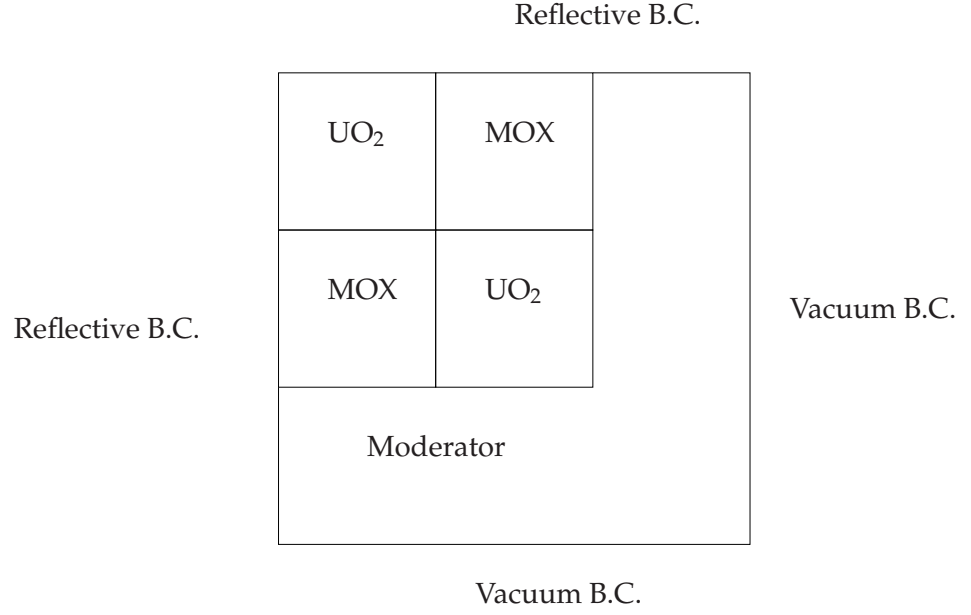 Reflective B.C.
UO₂ MOX
MOX UO₂
Reflective B.C.
Vacuum B.C.
Moderator
Vacuum B.C.